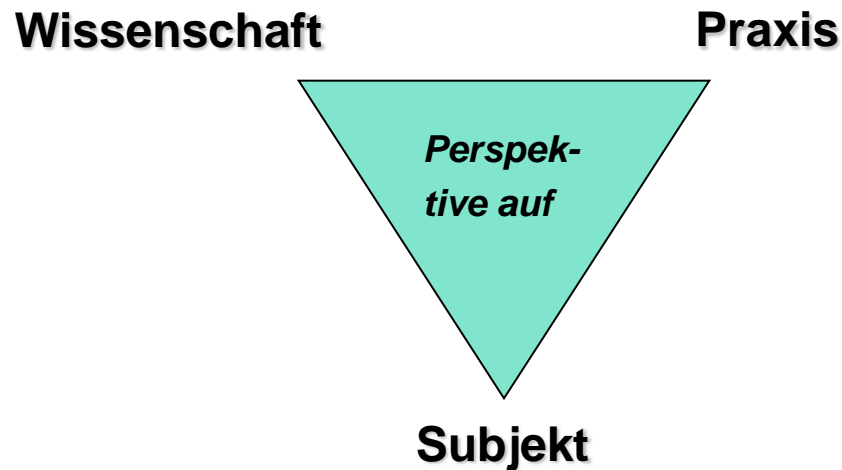 Wissenschaft
Praxis
Perspek-
tive auf
Subjekt